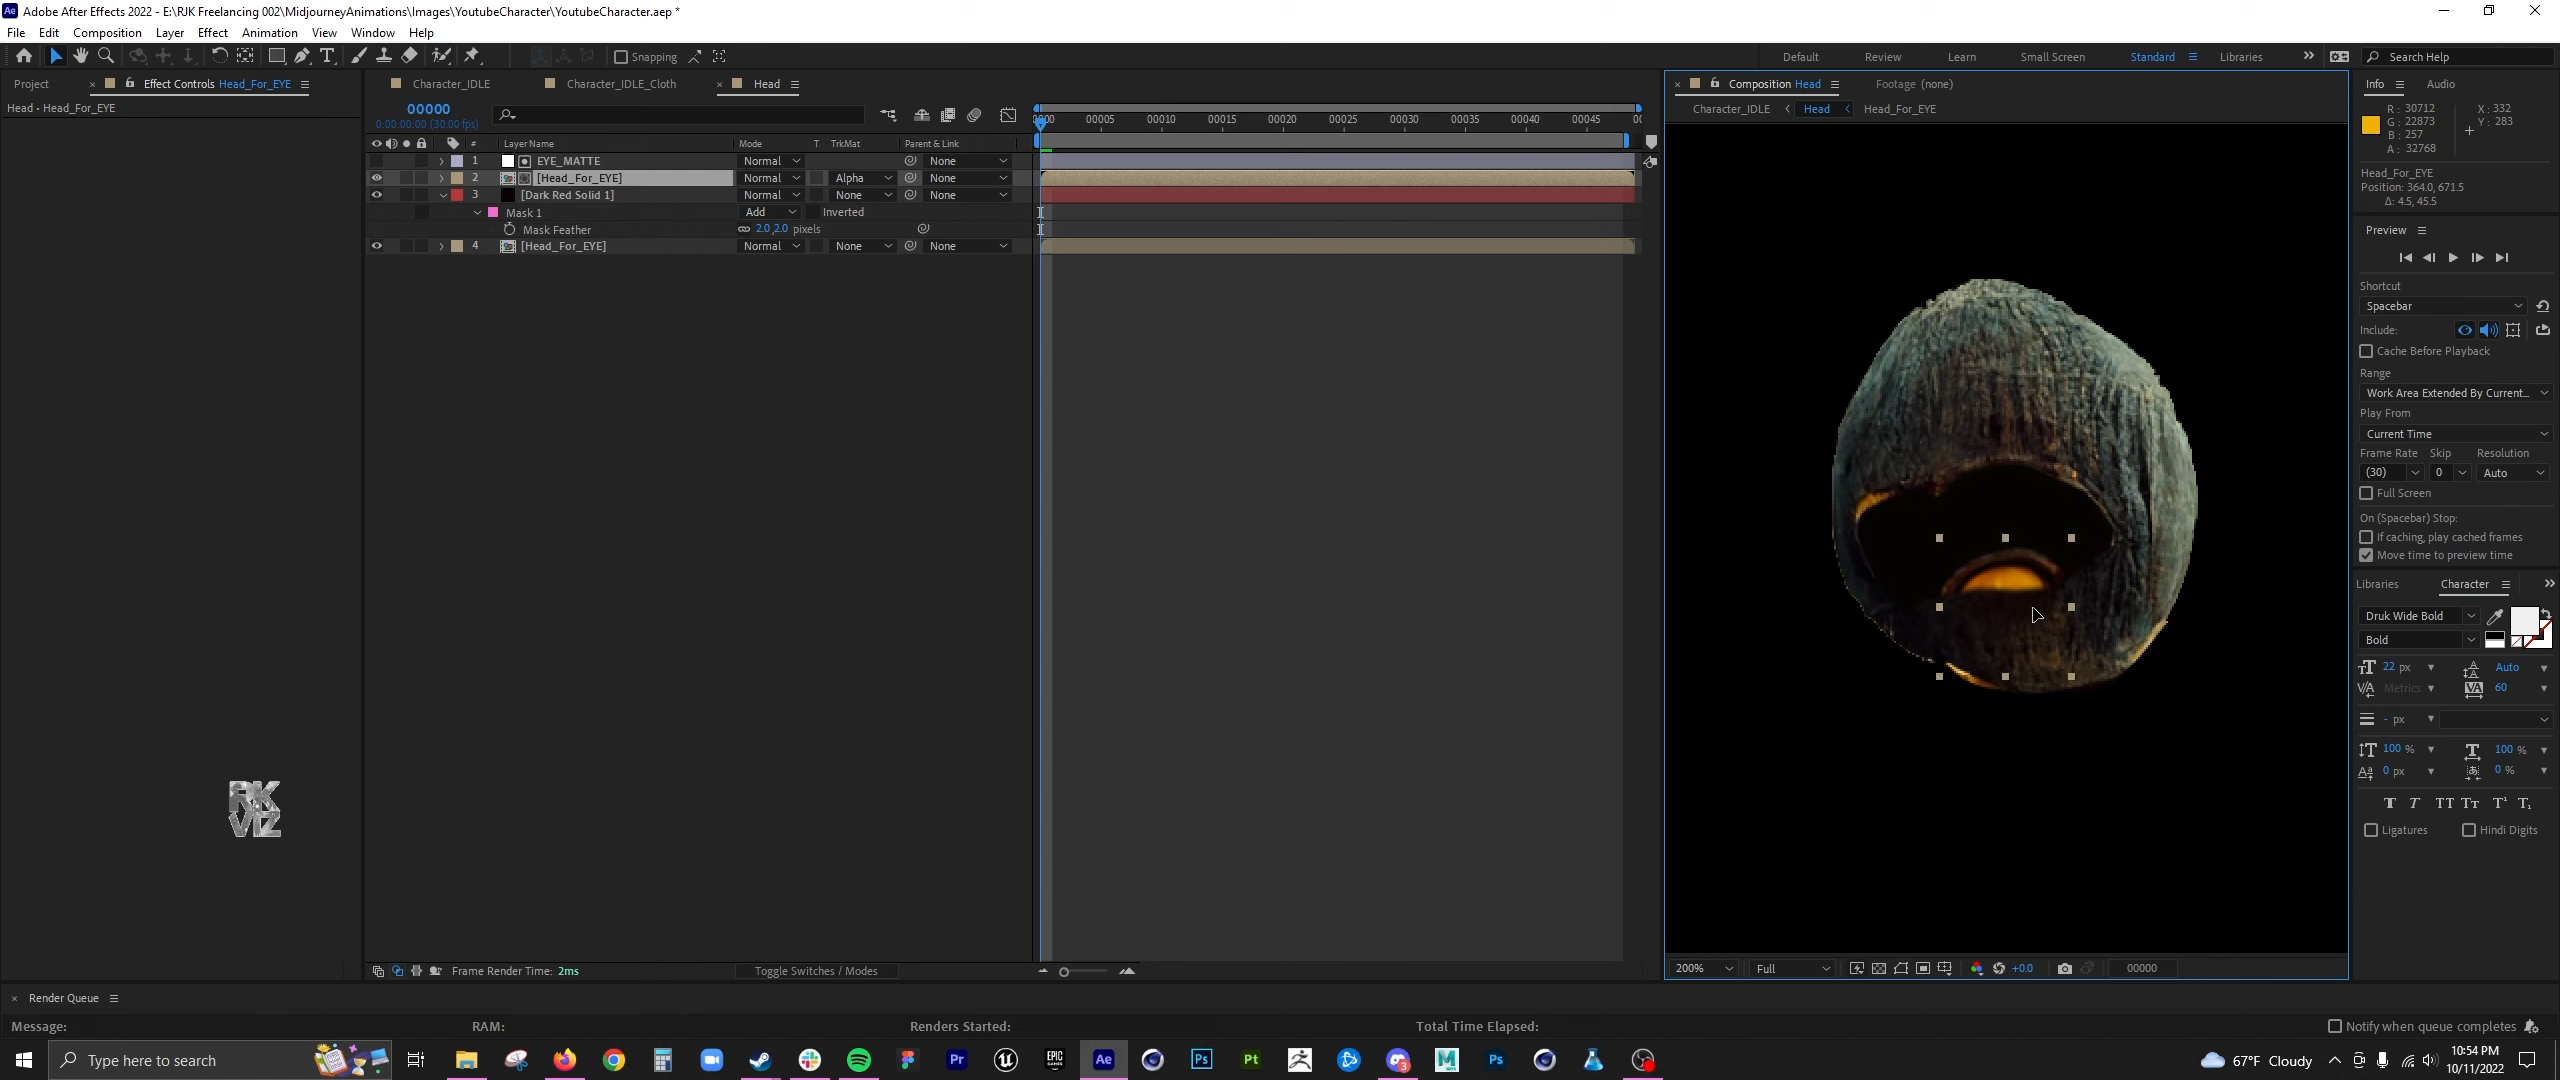 Adobe After Effects 2022 - E:\RJK Freelancing 002\MidjourneyAnimations\Images\YoutubeCharacter\YoutubeCharacter.aep *
File Edit Composition Layer Effect Animation View Window Help
Snapping
Default Review Learn Small Screen Standard Libraries Search Help
Project Effect Controls Head_For_EYE
Character_IDLE Character_IDLE_Cloth Head
Composition Head Footage (none)
Info Audio
Head • Head_For_EYE
00000
0:00:00:00 (30.00 fps)
00005 00010 00015 00020 00025 00030 00035 00040 00045
Character_IDLE Head Head_For_EYE
R: 30712
G: 22873
B: 257
A: 32768
X: 332
Y: 283
# Layer Name Mode T TrkMat Parent & Link
1 EYE_MATTE Normal None
2 [Head_For_EYE] Normal Alpha None
3 [Dark Red Solid 1] Normal None None
Mask 1 Add Inverted
Mask Feather 2.0,2.0 pixels
4 [Head_For_EYE] Normal None None
Head_For_EYE
Position: 364.0, 671.5
Δ: 4.5, 45.5
Preview
Shortcut
Spacebar
Include:
Cache Before Playback
Range
Work Area Extended By Current...
Play From
Current Time
Frame Rate Skip Resolution
(30) 0 Auto
Full Screen
On (Spacebar) Stop:
If caching, play cached frames
Move time to preview time
Libraries Character
Druk Wide Bold
Bold
22 px Auto
Metrics 60
- px
100 % 100 %
0 px 0 %
Ligatures Hindi Digits
RK
VIZ
Frame Render Time: 2ms Toggle Switches / Modes
200% Full +0.0 00000
Render Queue
Message: RAM: Renders Started: Total Time Elapsed: Notify when queue completes
Type here to search
67°F Cloudy
10:54 PM
10/11/2022